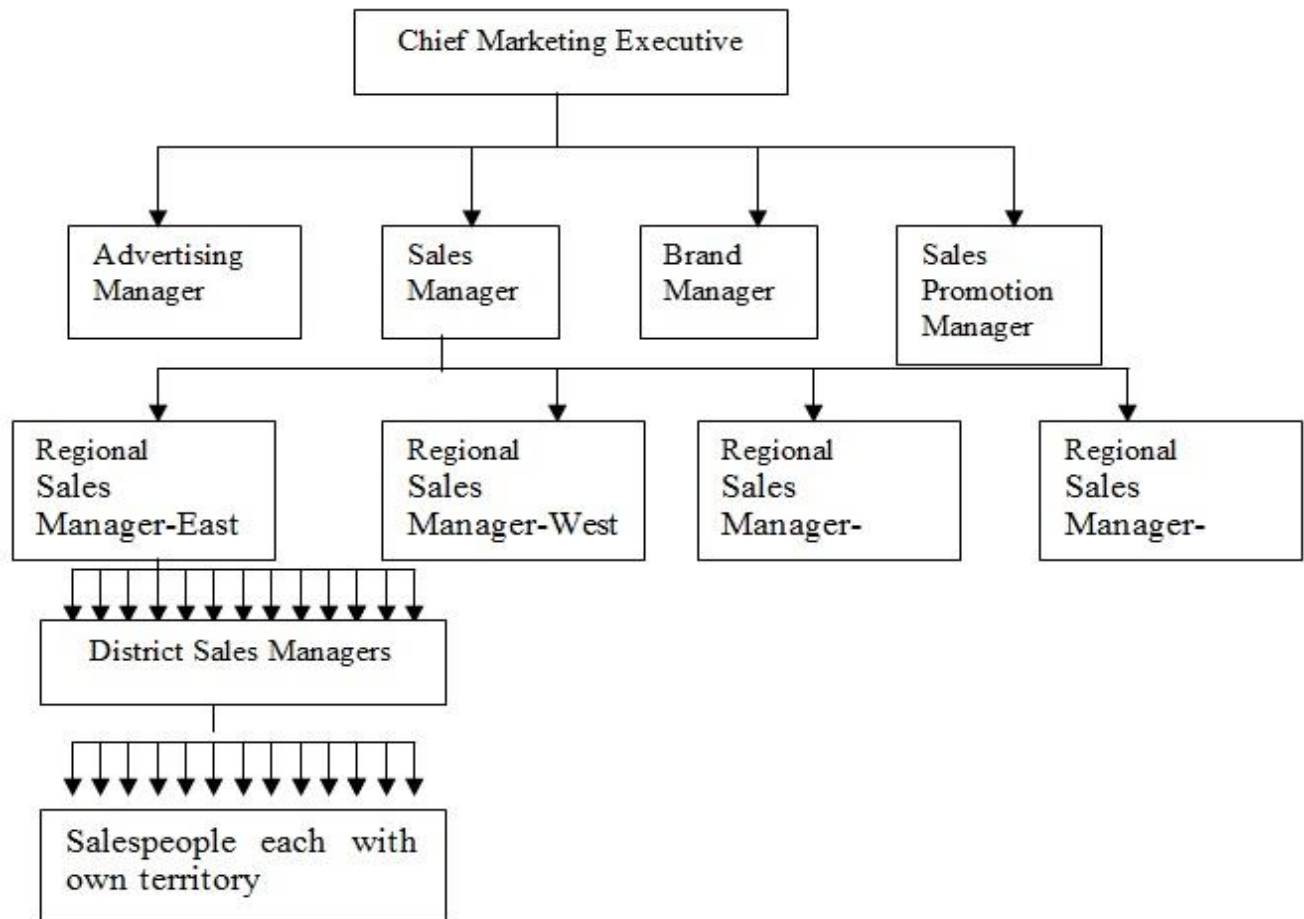 Chief Marketing Executive
Advertising
Manager
Sales
Manager
Brand
Manager
Sales
Promotion
Manager
Regional
Sales
Manager-East
Regional
Sales
Manager-West
Regional
Sales
Manager-
Regional
Sales
Manager-
District Sales Managers
Salespeople each with
own territory